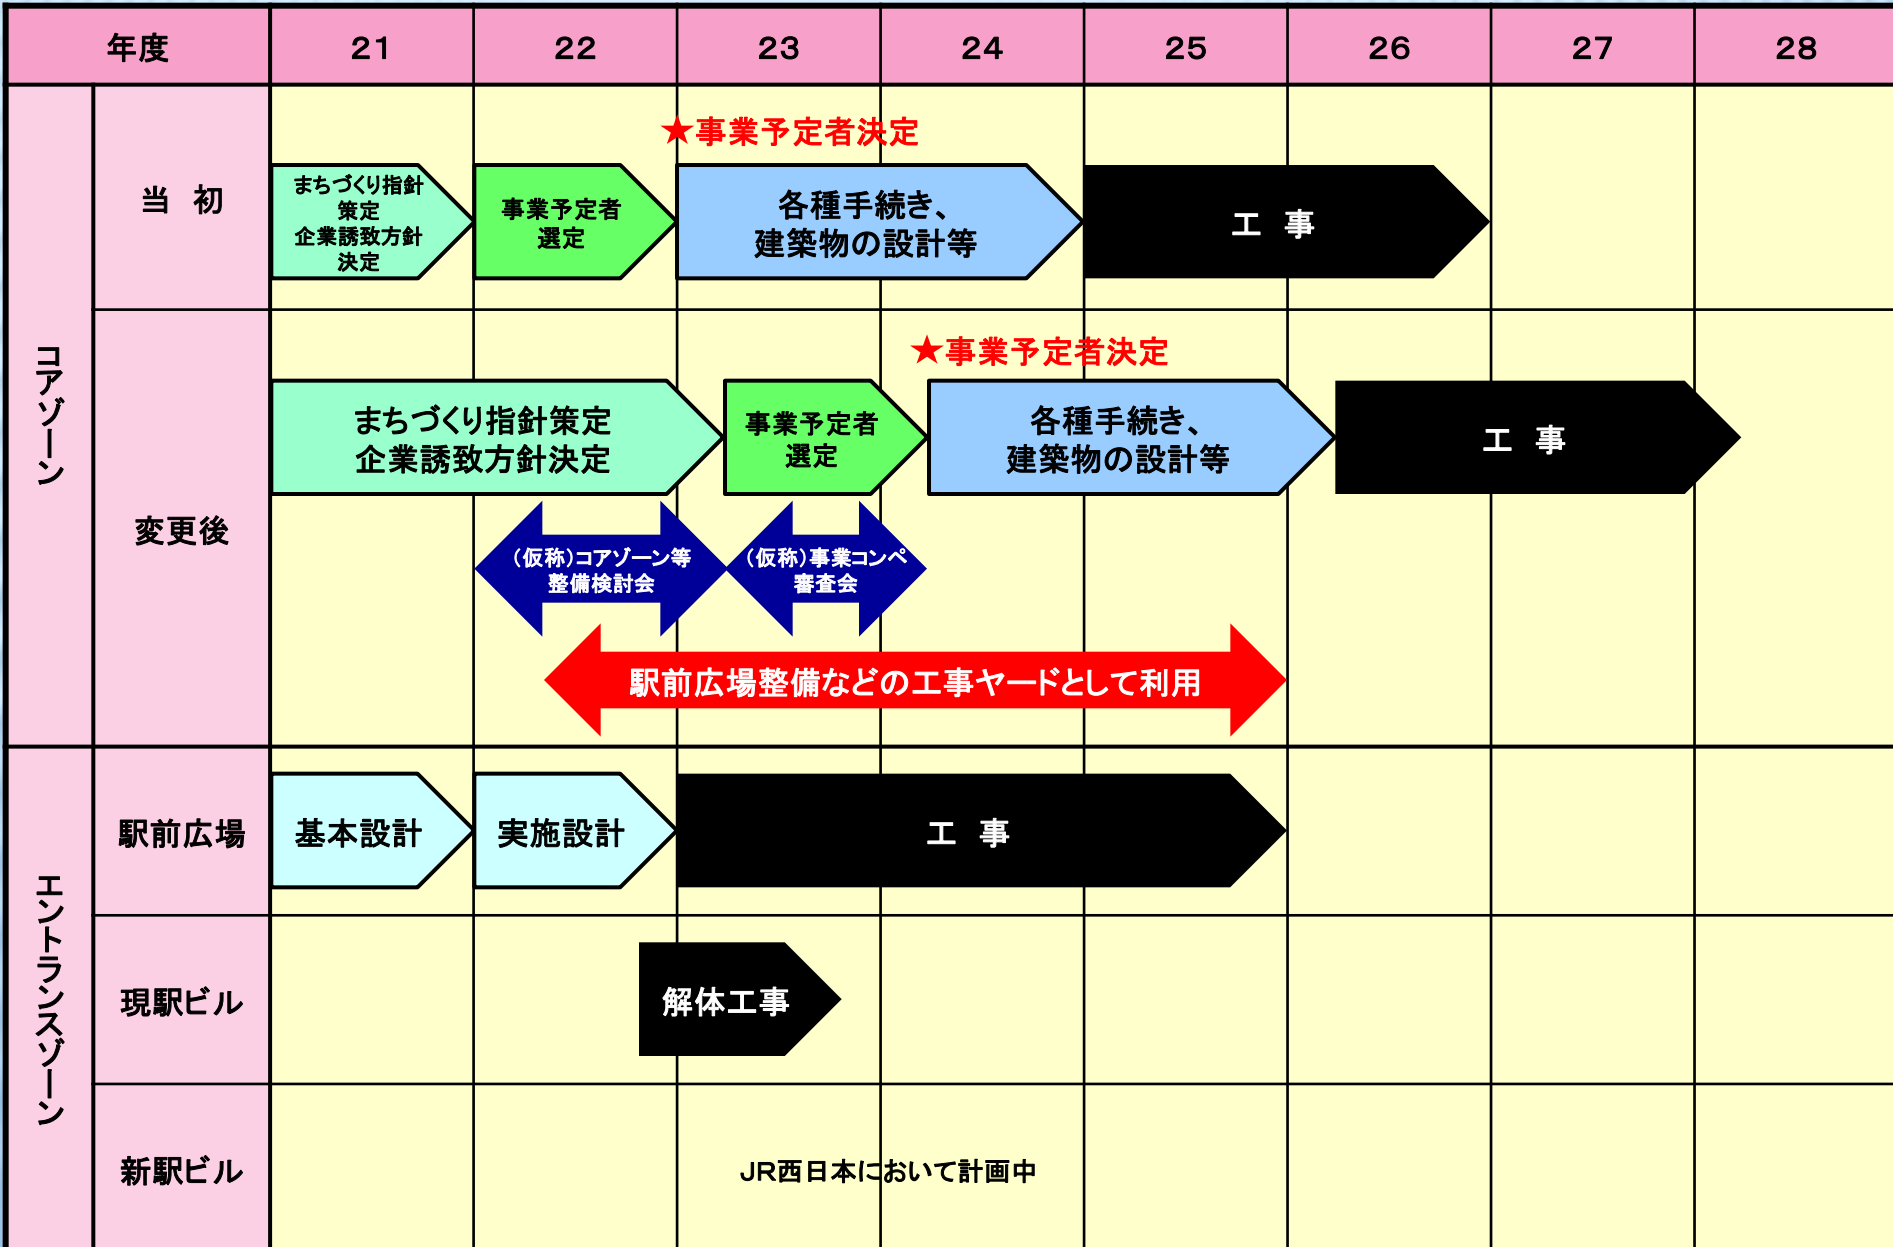 年度
21
22
23
24
25
26
27
28
コアゾーン
当　初
★事業予定者決定
まちづくり指針
策定
企業誘致方針
決定
事業予定者
選定
各種手続き、
建築物の設計等
工　事
変更後
★事業予定者決定
まちづくり指針策定
企業誘致方針決定
事業予定者
選定
各種手続き、
建築物の設計等
工　事
（仮称）コアゾーン等
整備検討会
（仮称）事業コンペ
審査会
駅前広場整備などの工事ヤードとして利用
エントランスゾーン
駅前広場
基本設計
実施設計
工　事
現駅ビル
解体工事
新駅ビル
JR西日本において計画中